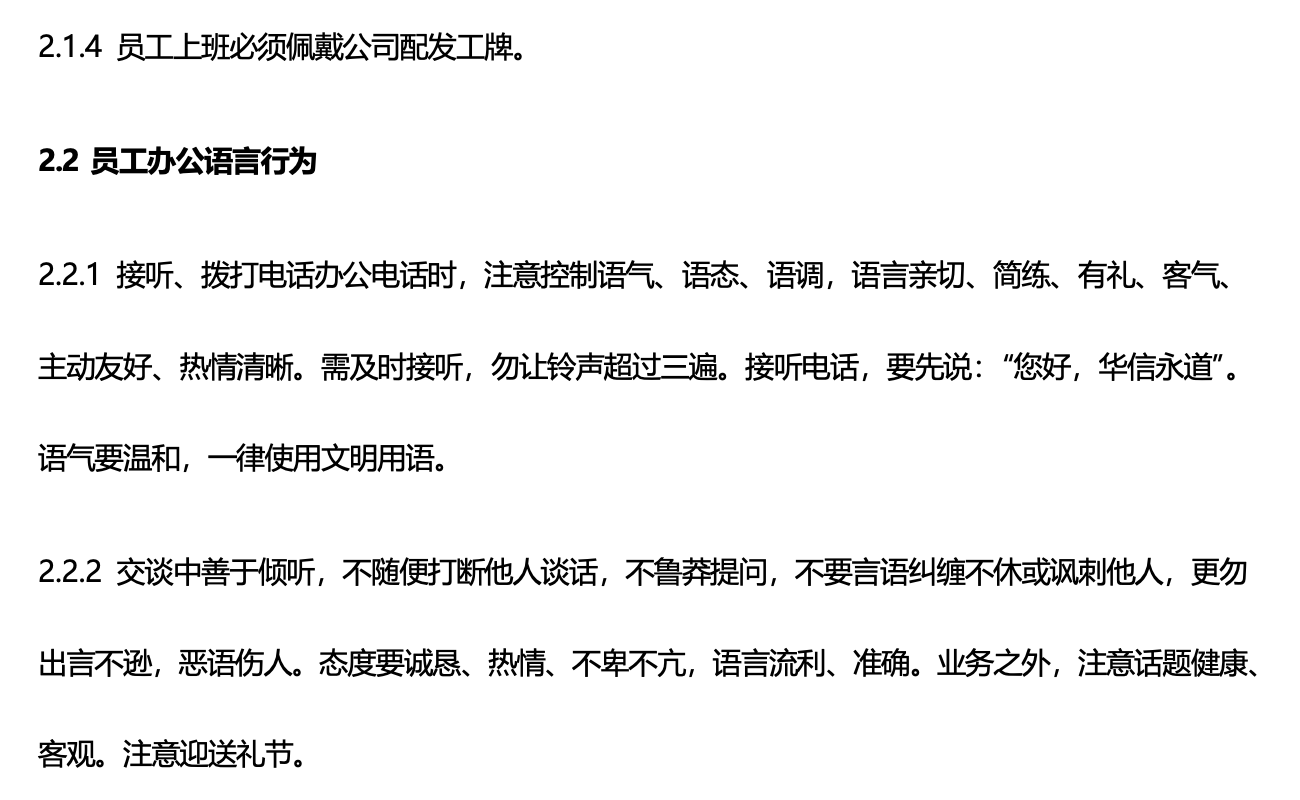 2.1.4 员工上班必须佩戴公司配发工牌。
2.2 员工办公语言行为
2.2.1 接听、拨打电话办公电话时，注意控制语气、语态、语调，语言亲切、简练、有礼、客气、
主动友好、热情清晰。需及时接听，勿让铃声超过三遍。接听电话，要先说：“您好，华信永道”。
语气要温和，一律使用文明用语。
2.2.2 交谈中善于倾听，不随便打断他人谈话，不鲁莽提问，不要言语纠缠不休或讽刺他人，更勿
出言不逊，恶语伤人。态度要诚恳、热情、不卑不亢，语言流利、准确。业务之外，注意话题健康、
客观。注意迎送礼节。